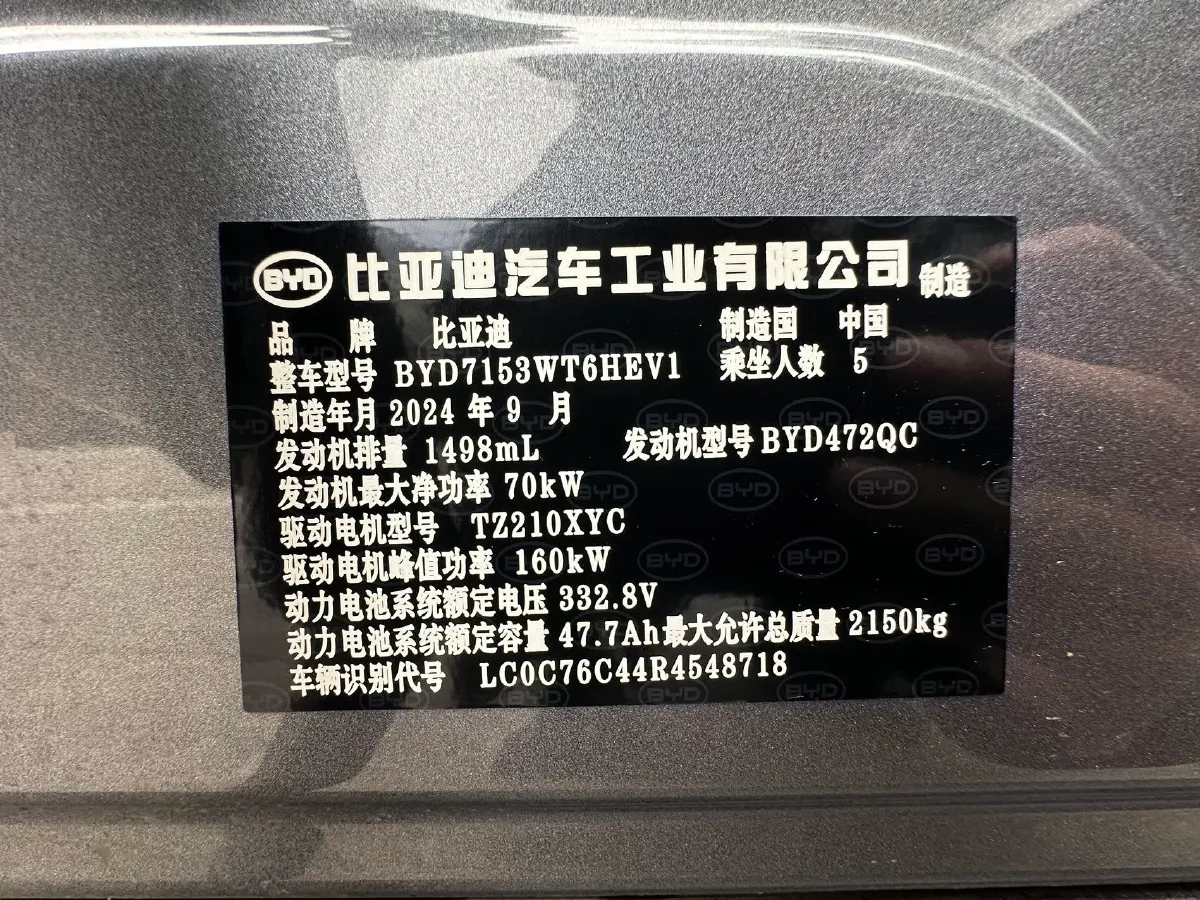 BYD 比亚迪汽车工业有限公司 制造
品 牌 比亚迪 制造国 中国
整车型号 BYD7153WT6HEV1 乘坐人数 5
制造年月 2024 年 9 月
发动机排量 1498mL 发动机型号 BYD472QC
发动机最大净功率 70kW
驱动电机型号 TZ210XYC
驱动电机峰值功率 160kW
动力电池系统额定电压 332.8V
动力电池系统额定容量 47.7Ah 最大允许总质量 2150kg
车辆识别代号 LC0C76C44R4548718